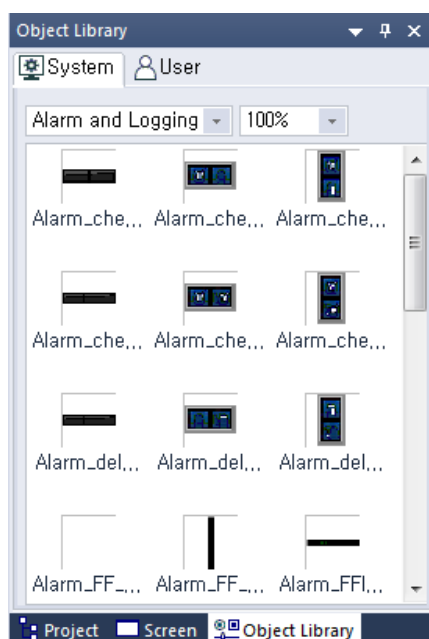 Object Library
System User
Alarm and Logging 100%
Alarm_che,,, Alarm_che,,, Alarm_che,,,
Alarm_che,,, Alarm_che,,, Alarm_che,,,
Alarm_del,,, Alarm_del,,, Alarm_del,,,
Alarm_FF_,,, Alarm_FF_,,, Alarm_FFI,,,
Project Screen Object Library